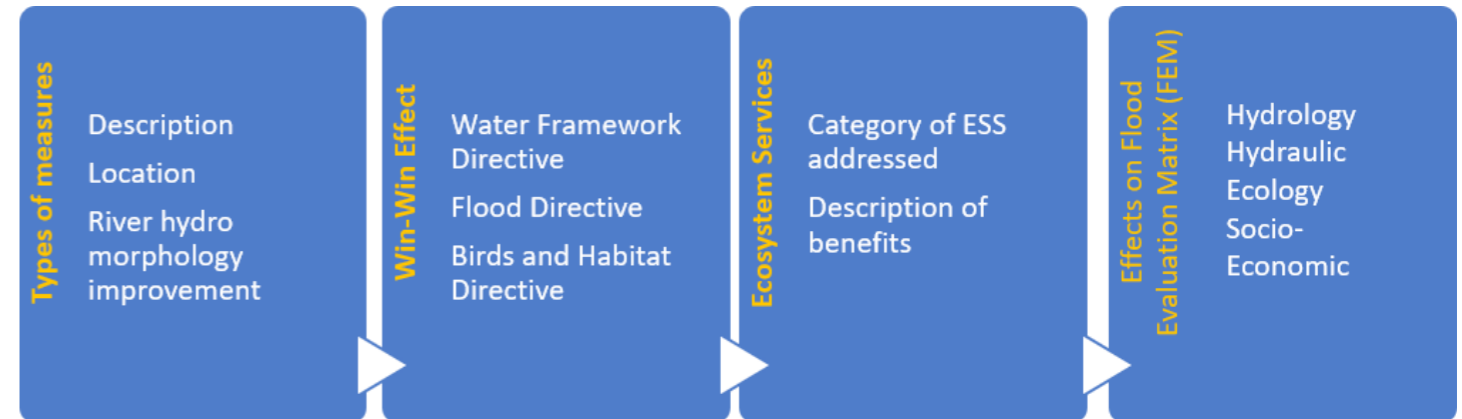 Types of measures
Description
Location
River hydro
morphology
improvement
Win-Win Effect
Water Framework
Directive
Flood Directive
Birds and Habitat
Directive
Ecosystem Services
Category of ESS
addressed
Description of
benefits
Effects on Flood
Evaluation Matrix (FEM)
Hydrology
Hydraulic
Ecology
Socio-
Economic